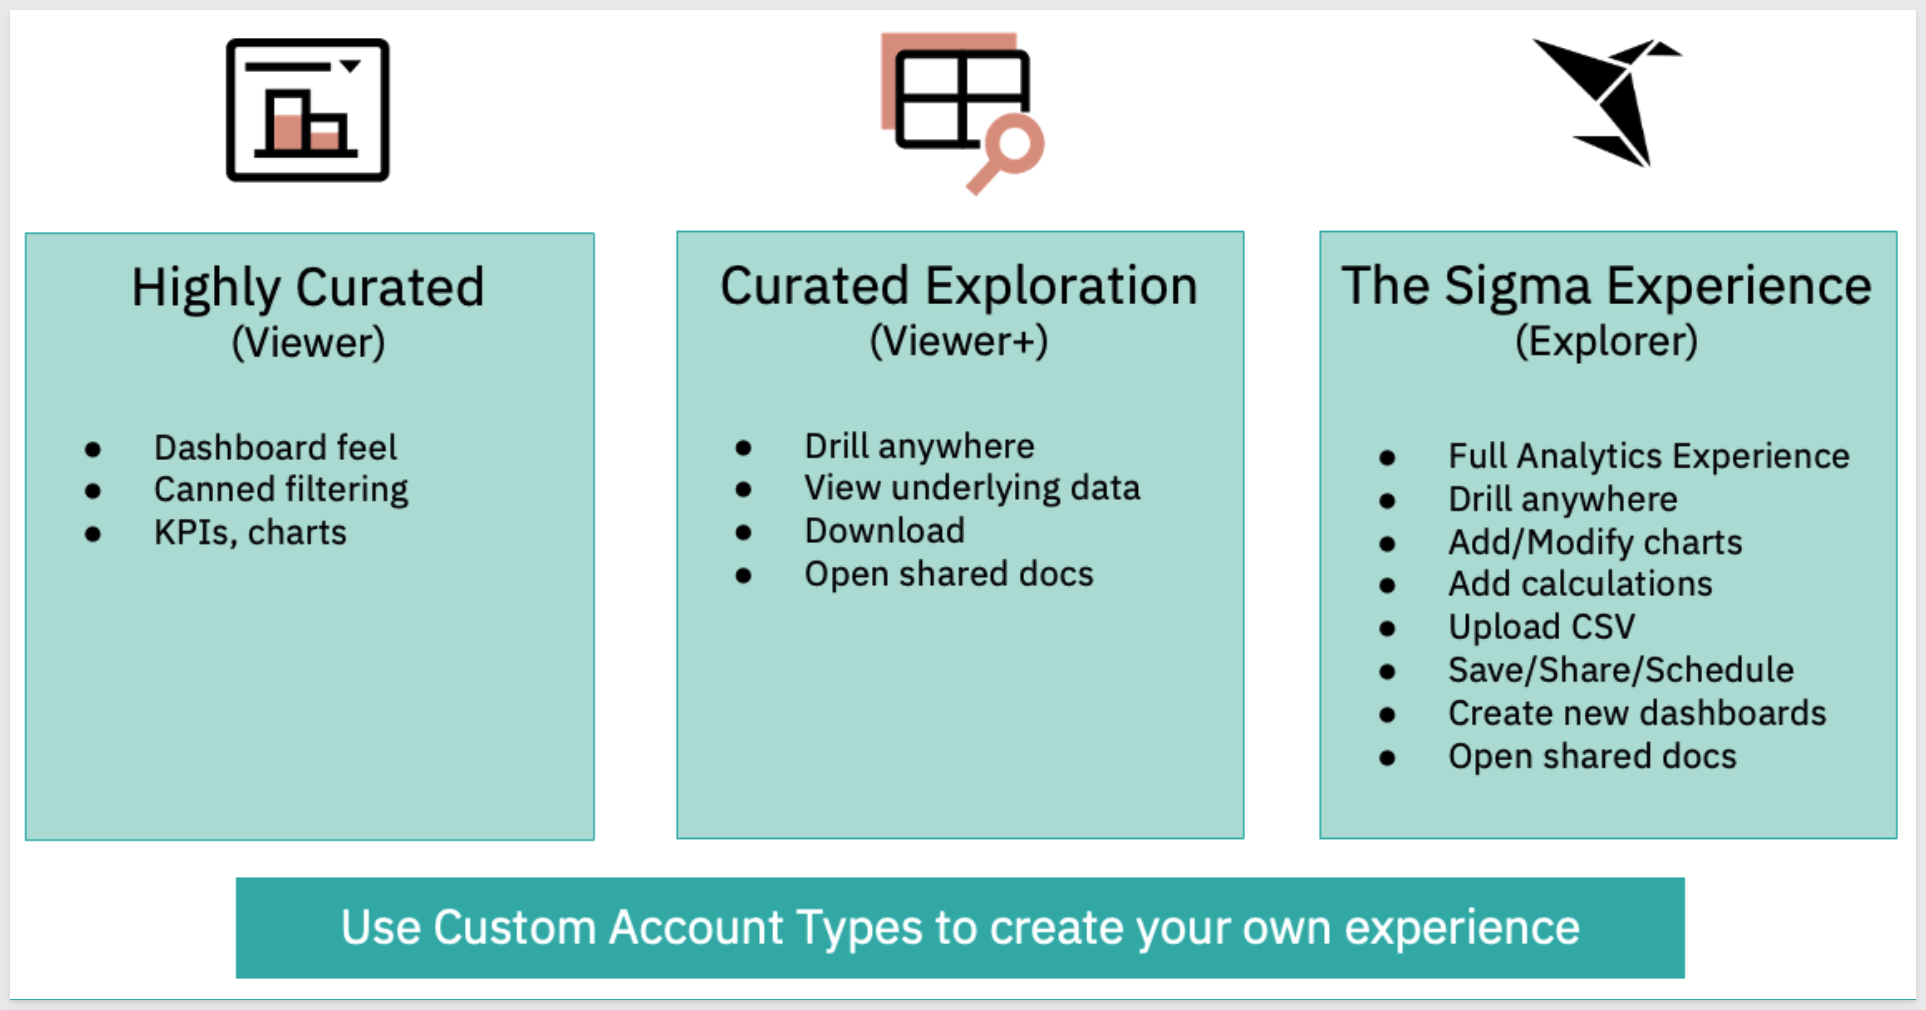 Highly Curated
(Viewer)
● Dashboard feel
● Canned filtering
● KPIs, charts
Curated Exploration
(Viewer+)
● Drill anywhere
● View underlying data
● Download
● Open shared docs
The Sigma Experience
(Explorer)
● Full Analytics Experience
● Drill anywhere
● Add/Modify charts
● Add calculations
● Upload CSV
● Save/Share/Schedule
● Create new dashboards
● Open shared docs
Use Custom Account Types to create your own experience